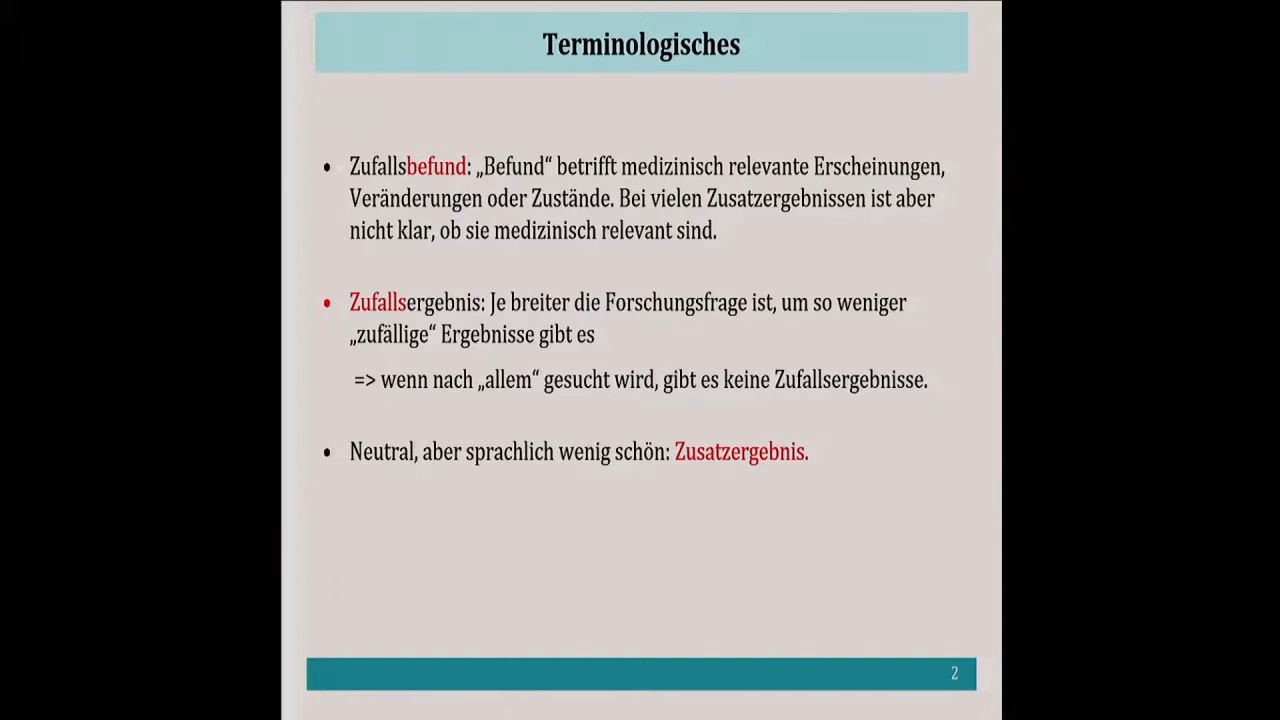 Terminologisches
• Zufallsbefund: „Befund“ betrifft medizinisch relevante Erscheinungen,
Veränderungen oder Zustände. Bei vielen Zusatzergebnissen ist aber
nicht klar, ob sie medizinisch relevant sind.
• Zufallsergebnis: Je breiter die Forschungsfrage ist, um so weniger
„zufällige“ Ergebnisse gibt es
=> wenn nach „allem“ gesucht wird, gibt es keine Zufallsergebnisse.
• Neutral, aber sprachlich wenig schön: Zusatzergebnis.
2